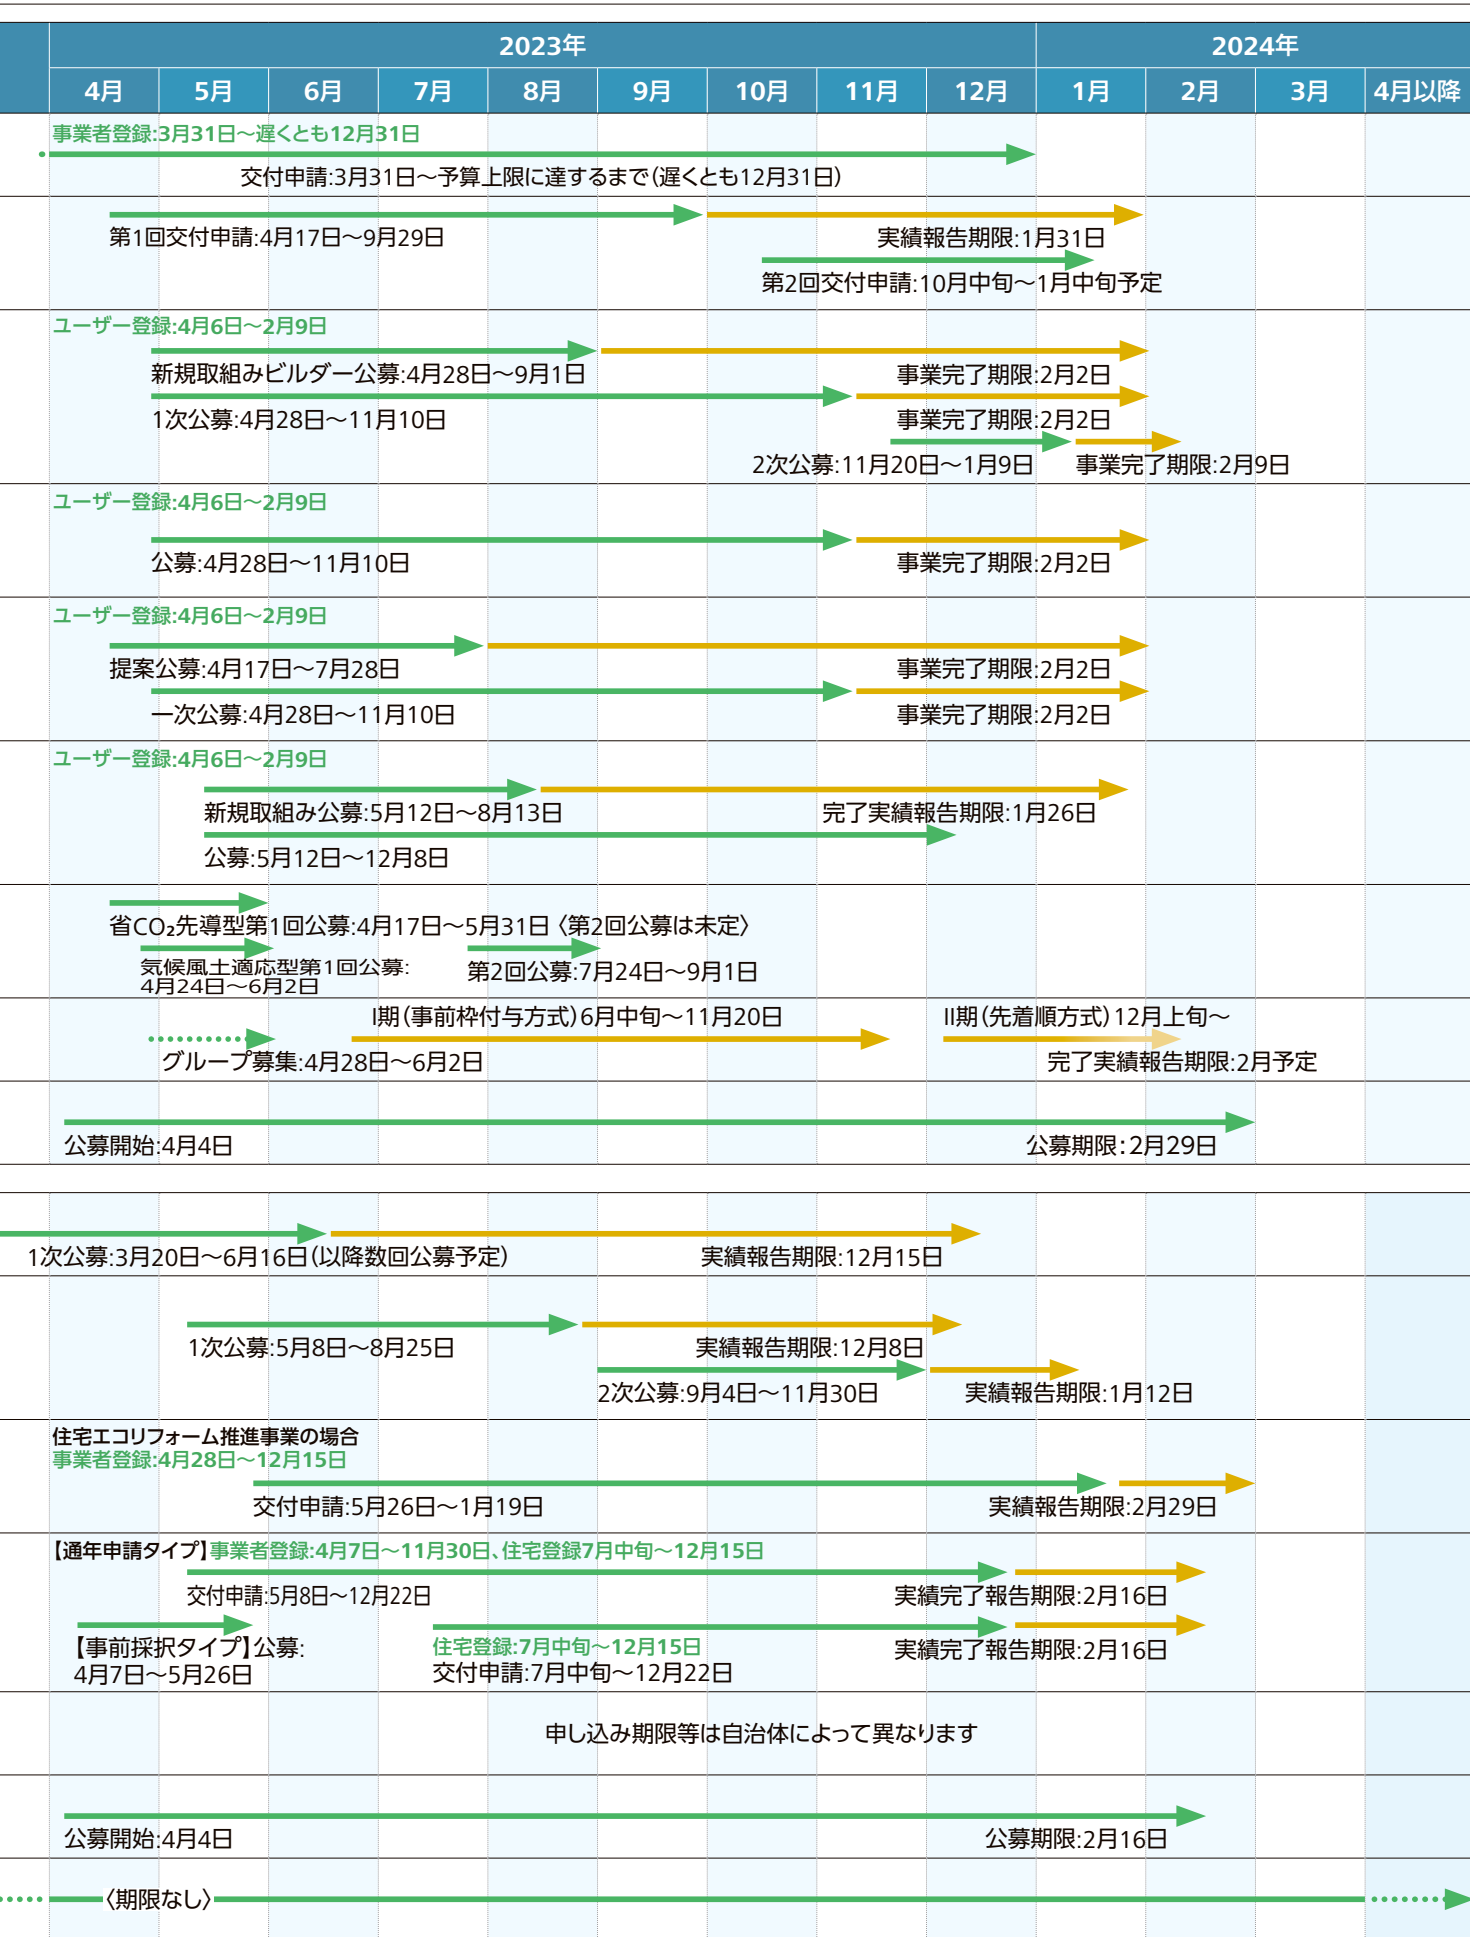 2023年 2024年
4月 5月 6月 7月 8月 9月 10月 11月 12月 1月 2月 3月 4月以降
事業者登録:3月31日～遅くとも12月31日
交付申請:3月31日～予算上限に達するまで(遅くとも12月31日)
第1回交付申請:4月17日～9月29日 実績報告期限:1月31日
第2回交付申請:10月中旬～1月中旬予定
ユーザー登録:4月6日～2月9日
新規取組みビルダー公募:4月28日～9月1日 事業完了期限:2月2日
1次公募:4月28日～11月10日 事業完了期限:2月2日
2次公募:11月20日～1月9日 事業完了期限:2月9日
ユーザー登録:4月6日～2月9日
公募:4月28日～11月10日 事業完了期限:2月2日
ユーザー登録:4月6日～2月9日
提案公募:4月17日～7月28日 事業完了期限:2月2日
一次公募:4月28日～11月10日 事業完了期限:2月2日
ユーザー登録:4月6日～2月9日
新規取組み公募:5月12日～8月13日 完了実績報告期限:1月26日
公募:5月12日～12月8日
省CO₂先導型第1回公募:4月17日～5月31日〈第2回公募は未定〉
気候風土適応型第1回公募: 第2回公募:7月24日～9月1日
4月24日～6月2日
I期(事前枠付与方式)6月中旬～11月20日 II期(先着順方式)12月上旬～
グループ募集:4月28日～6月2日 完了実績報告期限:2月予定
公募開始:4月4日 公募期限:2月29日
1次公募:3月20日～6月16日(以降数回公募予定) 実績報告期限:12月15日
1次公募:5月8日～8月25日 実績報告期限:12月8日
2次公募:9月4日～11月30日 実績報告期限:1月12日
住宅エコリフォーム推進事業の場合
事業者登録:4月28日～12月15日
交付申請:5月26日～1月19日 実績報告期限:2月29日
【通年申請タイプ】事業者登録:4月7日～11月30日、住宅登録7月中旬～12月15日
交付申請:5月8日～12月22日 実績完了報告期限:2月16日
【事前採択タイプ】公募: 住宅登録:7月中旬～12月15日 実績完了報告期限:2月16日
4月7日～5月26日 交付申請:7月中旬～12月22日
申し込み期限等は自治体によって異なります
公募開始:4月4日 公募期限:2月16日
〈期限なし〉